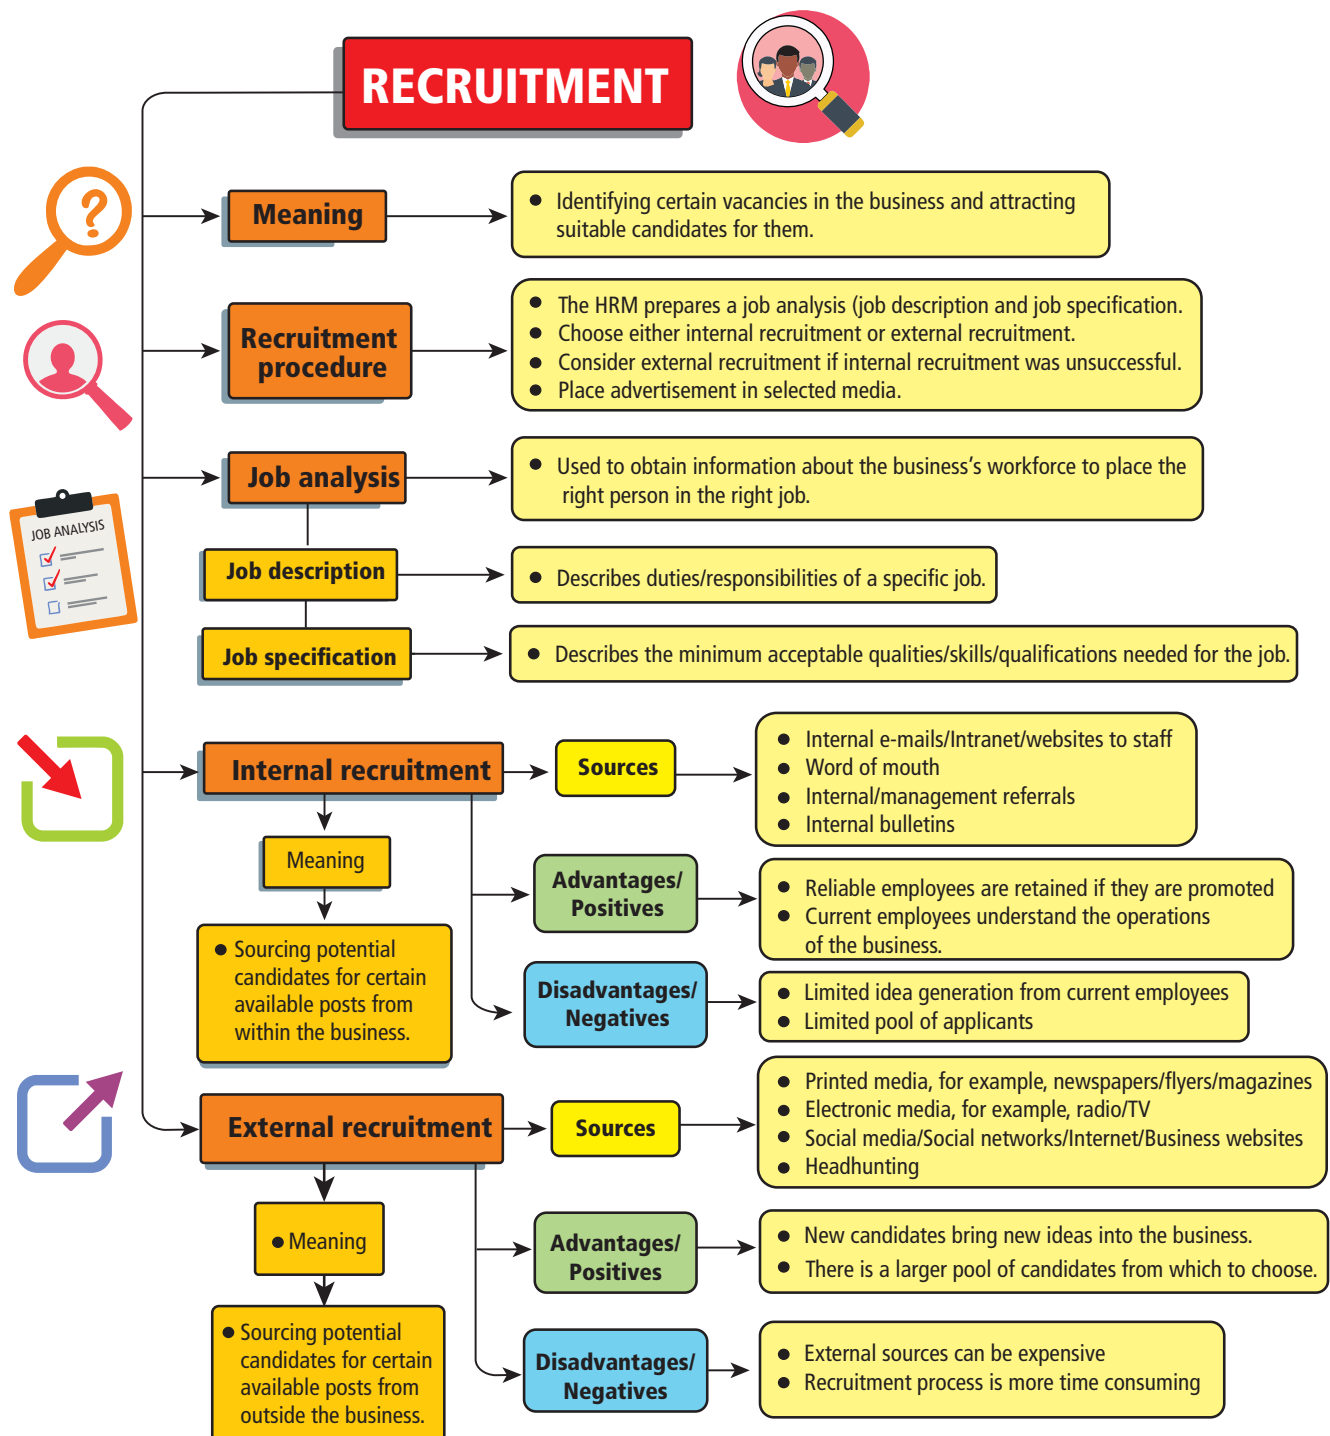 RECRUITMENT
Meaning
● Identifying certain vacancies in the business and attracting
suitable candidates for them.
Recruitment
procedure
● The HRM prepares a job analysis (job description and job specification.
● Choose either internal recruitment or external recruitment.
● Consider external recruitment if internal recruitment was unsuccessful.
● Place advertisement in selected media.
JOB ANALYSIS
Job analysis
● Used to obtain information about the business’s workforce to place the
right person in the right job.
Job description
● Describes duties/responsibilities of a specific job.
Job specification
● Describes the minimum acceptable qualities/skills/qualifications needed for the job.
Internal recruitment
Meaning
● Sourcing potential
candidates for certain
available posts from
within the business.
Sources
● Internal e-mails/Intranet/websites to staff
● Word of mouth
● Internal/management referrals
● Internal bulletins
Advantages/
Positives
● Reliable employees are retained if they are promoted
● Current employees understand the operations
of the business.
Disadvantages/
Negatives
● Limited idea generation from current employees
● Limited pool of applicants
External recruitment
● Meaning
● Sourcing potential
candidates for certain
available posts from
outside the business.
Sources
● Printed media, for example, newspapers/flyers/magazines
● Electronic media, for example, radio/TV
● Social media/Social networks/Internet/Business websites
● Headhunting
Advantages/
Positives
● New candidates bring new ideas into the business.
● There is a larger pool of candidates from which to choose.
Disadvantages/
Negatives
● External sources can be expensive
● Recruitment process is more time consuming